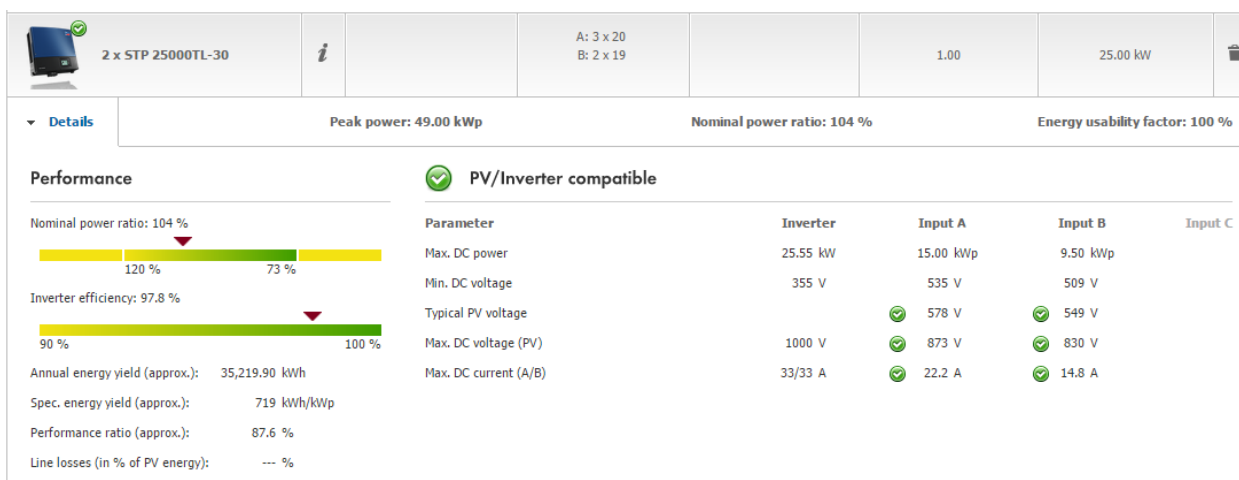 A: 3 x 20
2 x STP 25000TL-30 i B: 2 x 19 1.00 25.00 kW
Details Peak power: 49.00 kWp Nominal power ratio: 104 % Energy usability factor: 100 %
Performance PV/Inverter compatible
Nominal power ratio: 104 % Parameter Inverter Input A Input B Input C
Max. DC power 25.55 kW 15.00 kWp 9.50 kWp
120 % 73 % Min. DC voltage 355 V 535 V 509 V
Inverter efficiency: 97.8 % Typical PV voltage 578 V 549 V
90 % 100 % Max. DC voltage (PV) 1000 V 873 V 830 V
Annual energy yield (approx.): 35,219.90 kWh Max. DC current (A/B) 33/33 A 22.2 A 14.8 A
Spec. energy yield (approx.): 719 kWh/kWp
Performance ratio (approx.): 87.6 %
Line losses (in % of PV energy): --- %